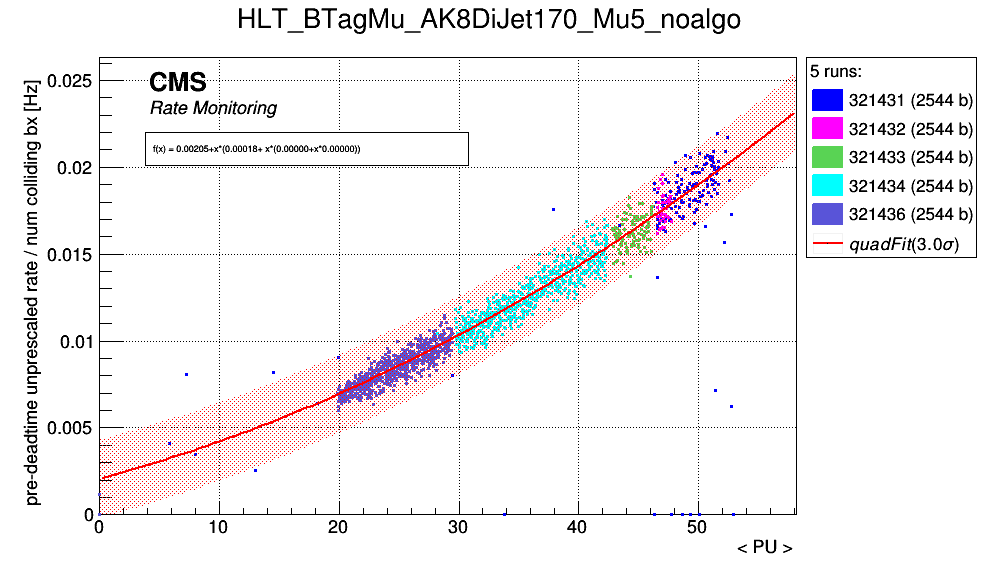 HLT_BTagMu_AK8DiJet170_Mu5_noalgo
pre-deadtime unprescaled rate / num colliding bx [Hz]
0.025
0.02
0.015
0.01
0.005
0
CMS
Rate Monitoring
f(x) = 0.00205+x*(0.00018+ x*(0.00000+x*0.00000))
0 10 20 30 40 50
< PU >
5 runs:
321431 (2544 b)
321432 (2544 b)
321433 (2544 b)
321434 (2544 b)
321436 (2544 b)
quadFit(3.0σ)